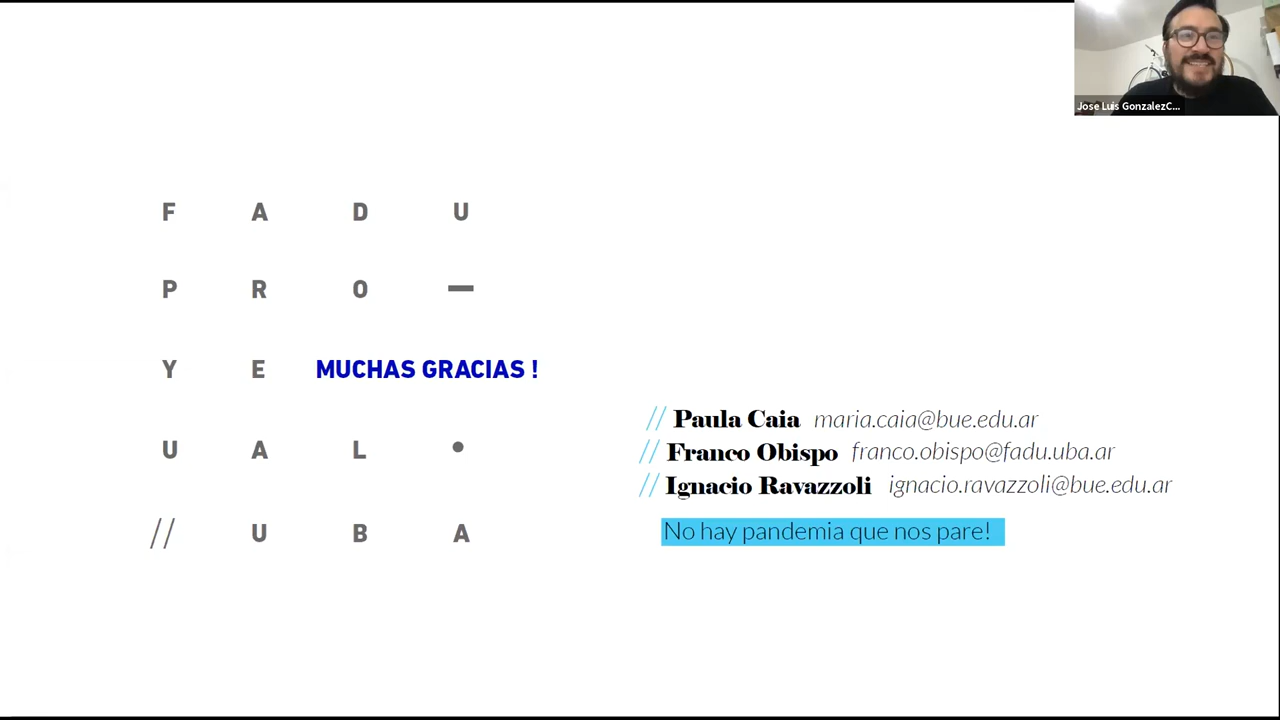 Jose Luis GonzalezC...
F A D U
P R O —
Y E MUCHAS GRACIAS !
U A L •
// U B A
// Paula Caia maria.caia@bue.edu.ar
// Franco Obispo franco.obispo@fadu.uba.ar
// Ignacio Ravazzoli ignacio.ravazzoli@bue.edu.ar
No hay pandemia que nos pare!